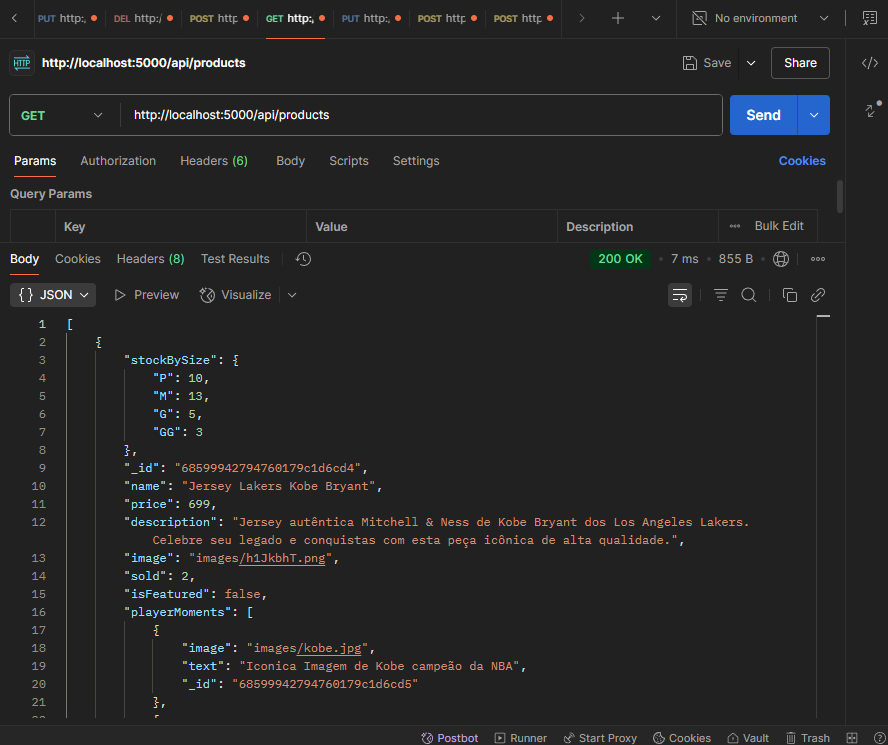 PUT http:,
DEL http:/
POST http
GET http:,
PUT http:,
POST http
POST http
No environment
HTTP http://localhost:5000/api/products
Save
Share
GET
http://localhost:5000/api/products
Send
Params Authorization Headers (6) Body Scripts Settings
Cookies
Query Params
Key Value Description
Bulk Edit
Body Cookies Headers (8) Test Results
200 OK • 7 ms • 855 B
{} JSON
Preview
Visualize
1 [
2 {
3 "stockBySize": {
4 "P": 10,
5 "M": 13,
6 "G": 5,
7 "GG": 3
8 },
9 "_id": "68599942794760179c1d6cd4",
10 "name": "Jersey Lakers Kobe Bryant",
11 "price": 699,
12 "description": "Jersey autêntica Mitchell & Ness de Kobe Bryant dos Los Angeles Lakers.
Celebre seu legado e conquistas com esta peça icônica de alta qualidade.",
13 "image": "images/h1JkbhT.png",
14 "sold": 2,
15 "isFeatured": false,
16 "playerMoments": [
17 {
18 "image": "images/kobe.jpg",
19 "text": "Iconica Imagem de Kobe campeão da NBA",
20 "_id": "68599942794760179c1d6cd5"
21 },
Postbot
Runner
Start Proxy
Cookies
Vault
Trash